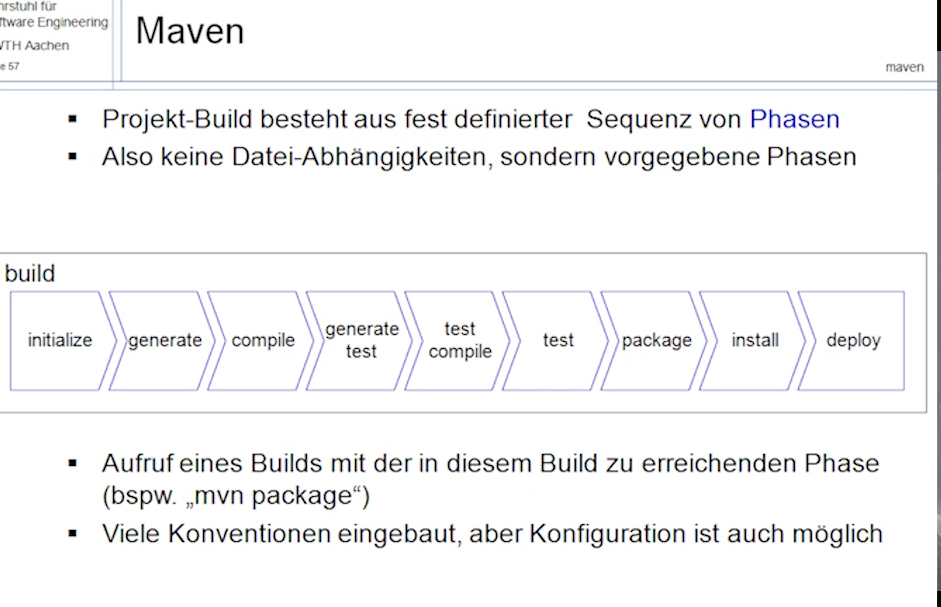 hrstuhl für
ftware Engineering
TH Aachen
57
Maven
maven
▪ Projekt-Build besteht aus fest definierter Sequenz von Phasen
▪ Also keine Datei-Abhängigkeiten, sondern vorgegebene Phasen
build
initialize
generate
compile
generate
test
test
compile
test
package
install
deploy
▪ Aufruf eines Builds mit der in diesem Build zu erreichenden Phase
(bspw. „mvn package“)
▪ Viele Konventionen eingebaut, aber Konfiguration ist auch möglich